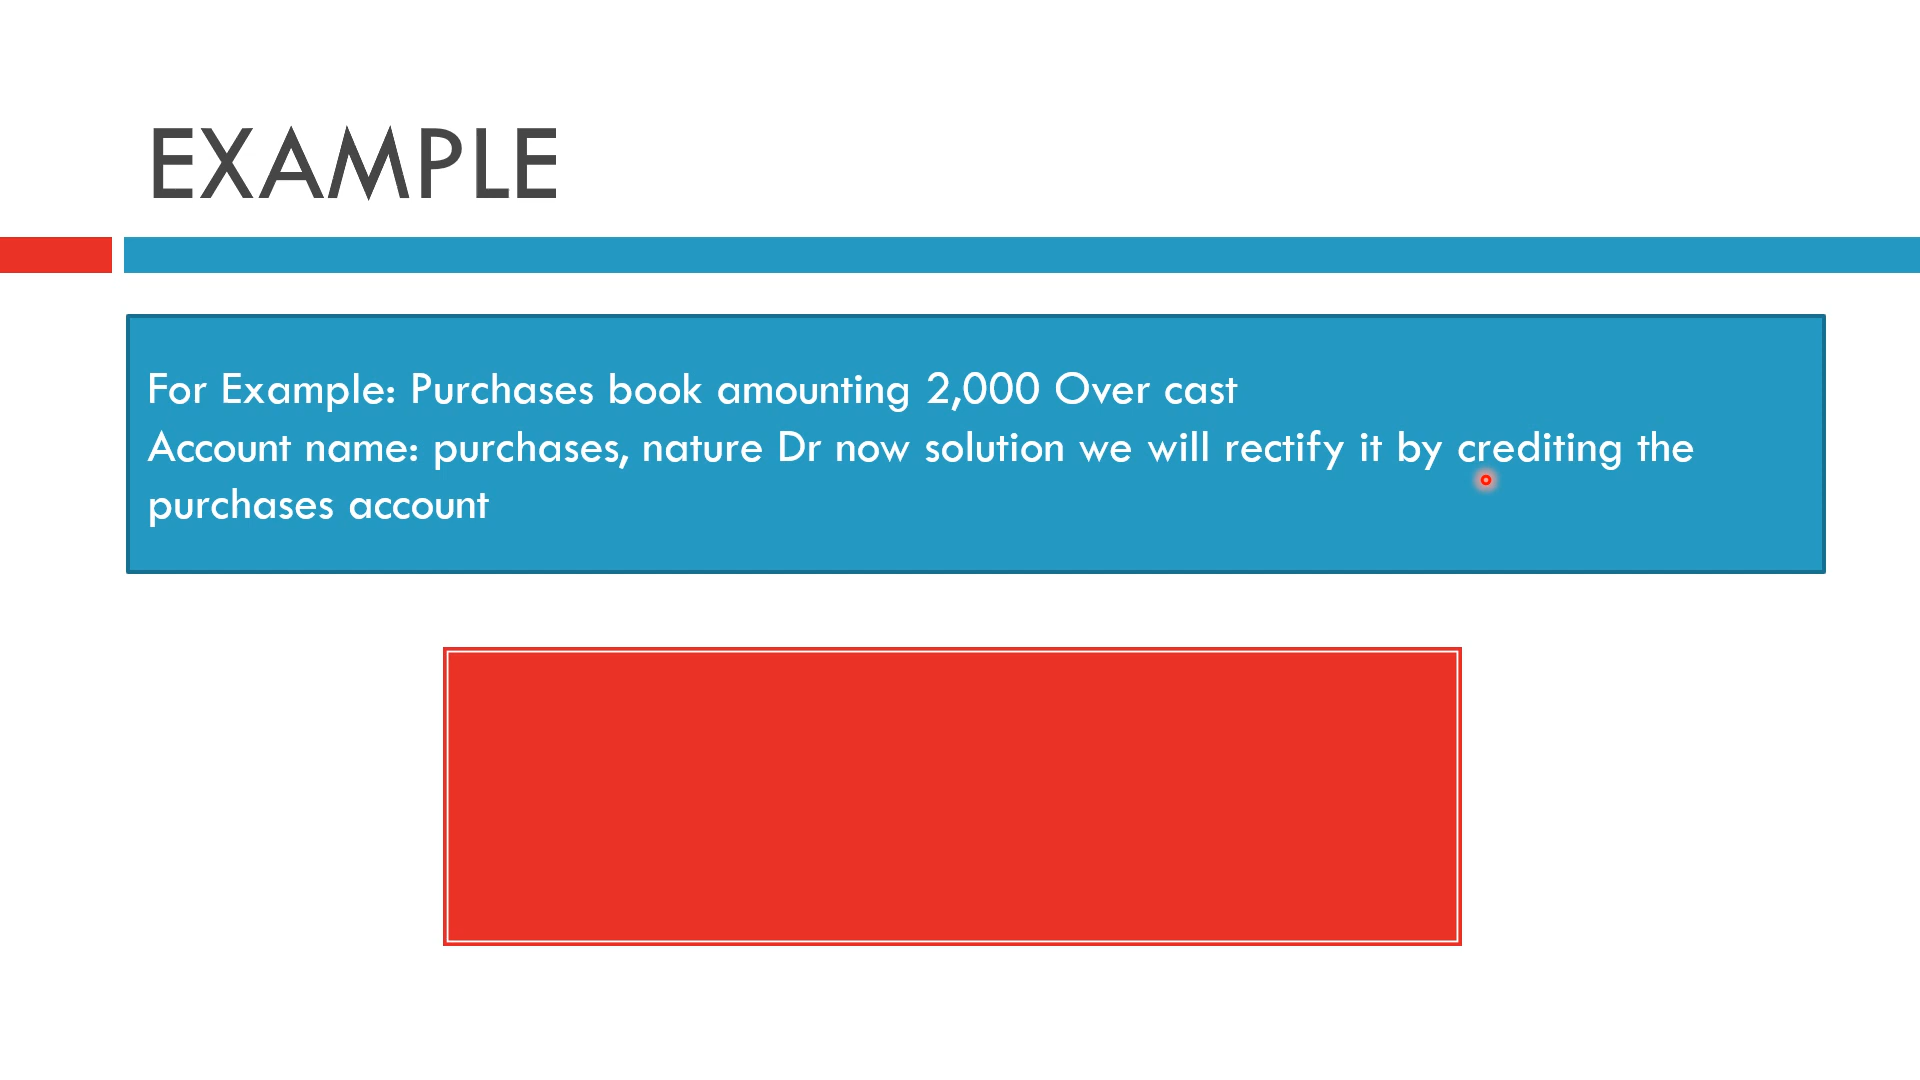 EXAMPLE
For Example: Purchases book amounting 2,000 Over cast
Account name: purchases, nature Dr now solution we will rectify it by crediting the
purchases account